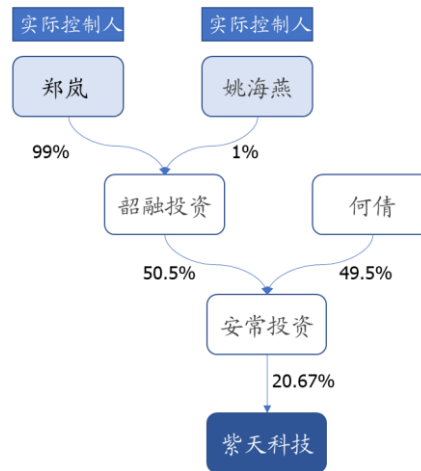 实际控制人
实际控制人
郑岚
姚海燕
99%
1%
韶融投资
何倩
50.5%
49.5%
安常投资
20.67%
紫天科技